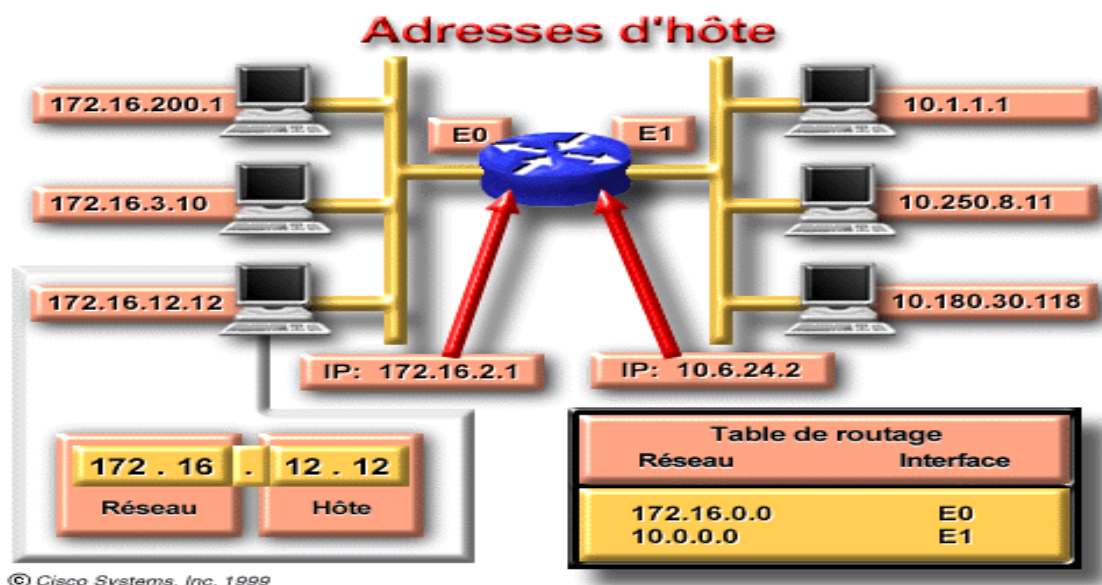 Adresses d'hôte
172.16.200.1
E0
E1
10.1.1.1
172.16.3.10
10.250.8.11
172.16.12.12
10.180.30.118
IP: 172.16.2.1
IP: 10.6.24.2
172 . 16 . 12 . 12
Réseau Hôte
Table de routage
Réseau Interface
172.16.0.0 E0
10.0.0.0 E1
© Cisco Systems, Inc. 1999